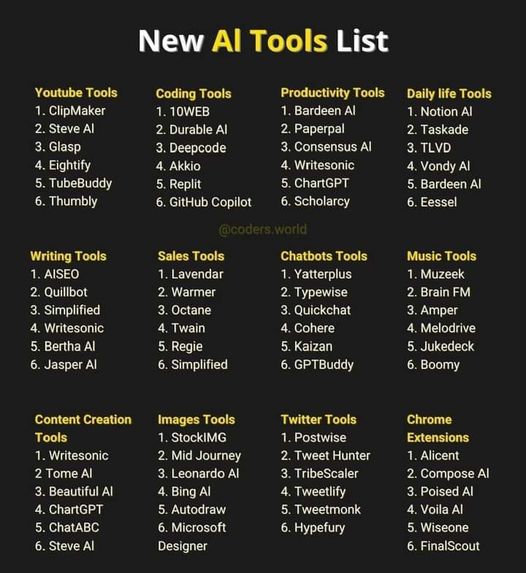 New AI Tools List
Youtube Tools
1. ClipMaker
2. Steve AI
3. Glasp
4. Eightify
5. TubeBuddy
6. Thumbly
Coding Tools
1. 10WEB
2. Durable AI
3. Deepcode
4. Akkio
5. Replit
6. GitHub Copilot
Productivity Tools
1. Bardeen AI
2. Paperpal
3. Consensus AI
4. Writesonic
5. ChartGPT
6. Scholarcy
Daily life Tools
1. Notion AI
2. Taskade
3. TLVD
4. Vondy AI
5. Bardeen AI
6. Eessel
@coders.world
Writing Tools
1. AISEO
2. Quillbot
3. Simplified
4. Writesonic
5. Bertha AI
6. Jasper AI
Sales Tools
1. Lavendar
2. Warmer
3. Octane
4. Twain
5. Regie
6. Simplified
Chatbots Tools
1. Yatterplus
2. Typewise
3. Quickchat
4. Cohere
5. Kaizan
6. GPTBuddy
Music Tools
1. Muzeek
2. Brain FM
3. Amper
4. Melodrive
5. Jukedeck
6. Boomy
Content Creation
Tools
1. Writesonic
2 Tome AI
3. Beautiful AI
4. ChartGPT
5. ChatABC
6. Steve AI
Images Tools
1. StockIMG
2. Mid Journey
3. Leonardo AI
4. Bing AI
5. Autodraw
6. Microsoft
Designer
Twitter Tools
1. Postwise
2. Tweet Hunter
3. TribeScaler
4. Tweetlify
5. Tweetmonk
6. Hypefury
Chrome
Extensions
1. Alicent
2. Compose AI
3. Poised AI
4. Voila AI
5. Wiseone
6. FinalScout